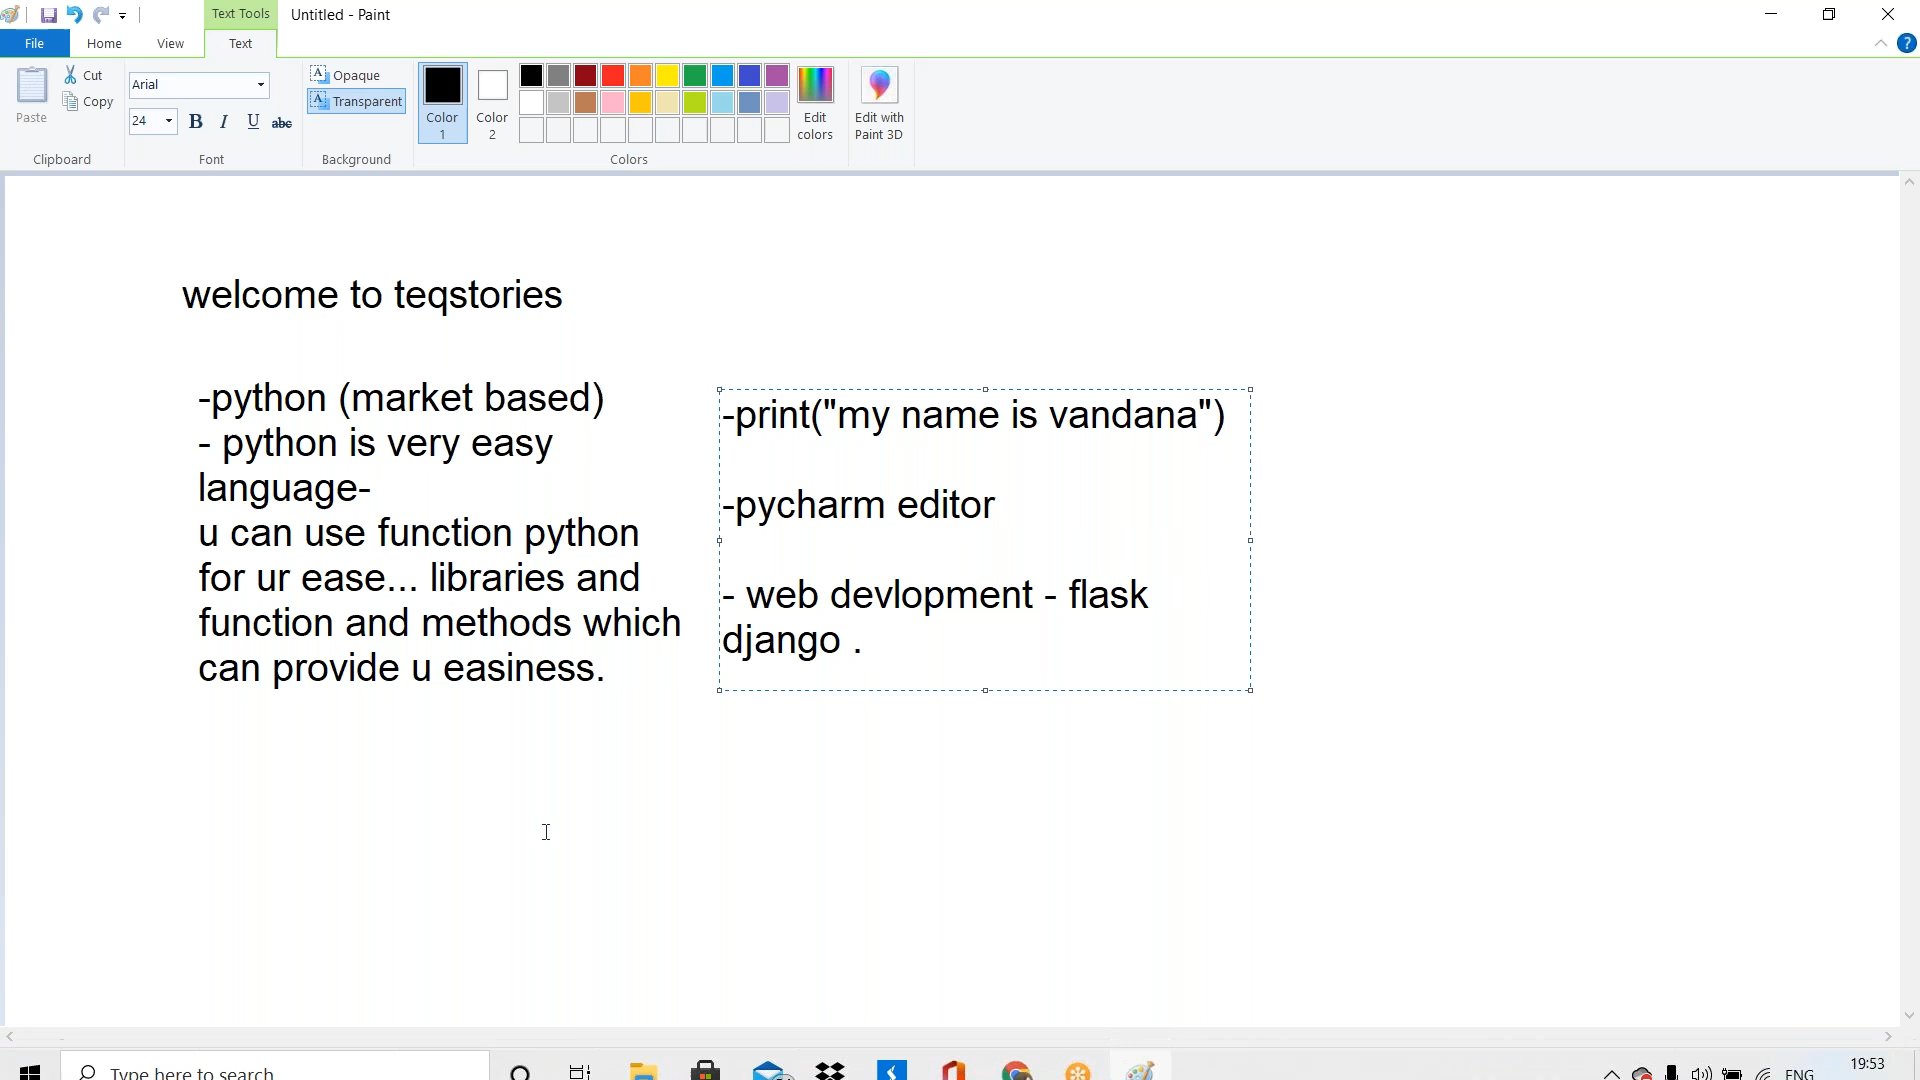 Text Tools
Untitled - Paint
File
Home
View
Text
Paste
Cut
Copy
Clipboard
Arial
24
B I U abc
Font
Opaque
Transparent
Background
Color 1
Color 2
Edit colors
Colors
Edit with Paint 3D
welcome to teqstories
-python (market based)
- python is very easy
language-
u can use function python
for ur ease... libraries and
function and methods which
can provide u easiness.
-print("my name is vandana")
-pycharm editor
- web devlopment - flask
django .
Type here to search
ENG
19:53